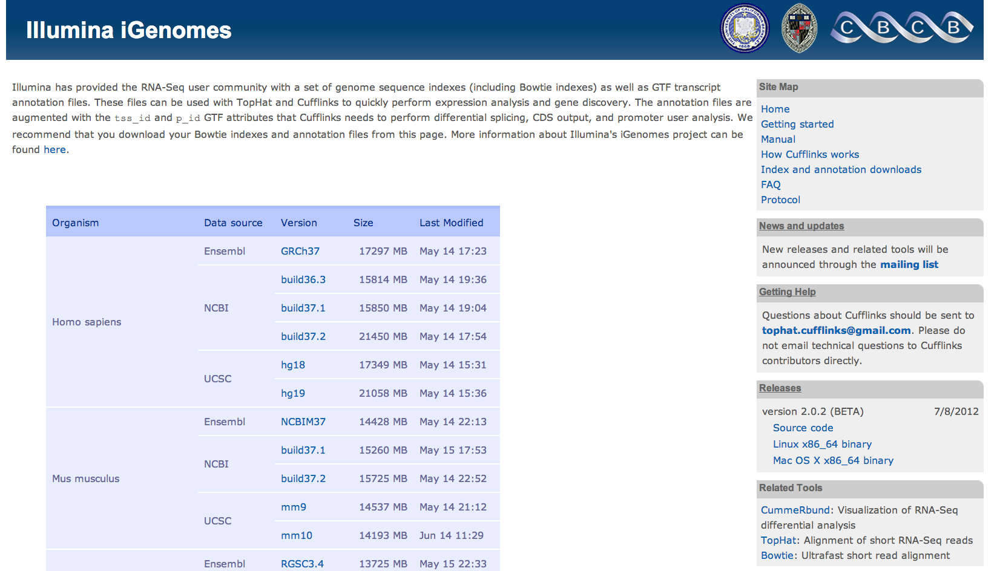 Illumina iGenomes
C B C B
Illumina has provided the RNA-Seq user community with a set of genome sequence indexes (including Bowtie indexes) as well as GTF transcript
annotation files. These files can be used with TopHat and Cufflinks to quickly perform expression analysis and gene discovery. The annotation files are
augmented with the tss_id and p_id GTF attributes that Cufflinks needs to perform differential splicing, CDS output, and promoter user analysis. We
recommend that you download your Bowtie indexes and annotation files from this page. More information about Illumina's iGenomes project can be
found here.
Organism Data source Version Size Last Modified
Homo sapiens
Ensembl GRCh37 17297 MB May 14 17:23
NCBI
build36.3 15814 MB May 14 19:36
build37.1 15850 MB May 14 19:04
build37.2 21450 MB May 14 17:54
UCSC
hg18 17349 MB May 14 15:31
hg19 21058 MB May 14 15:36
Mus musculus
Ensembl NCBIM37 14428 MB May 14 22:13
NCBI
build37.1 15260 MB May 15 17:53
build37.2 15725 MB May 14 22:52
UCSC
mm9 14537 MB May 14 21:12
mm10 14193 MB Jun 14 11:29
Ensembl RGSC3.4 13725 MB May 15 22:33
Site Map
Home
Getting started
Manual
How Cufflinks works
Index and annotation downloads
FAQ
Protocol
News and updates
New releases and related tools will be
announced through the mailing list
Getting Help
Questions about Cufflinks should be sent to
tophat.cufflinks@gmail.com. Please do
not email technical questions to Cufflinks
contributors directly.
Releases
version 2.0.2 (BETA) 7/8/2012
Source code
Linux x86_64 binary
Mac OS X x86_64 binary
Related Tools
CummeRbund: Visualization of RNA-Seq
differential analysis
TopHat: Alignment of short RNA-Seq reads
Bowtie: Ultrafast short read alignment